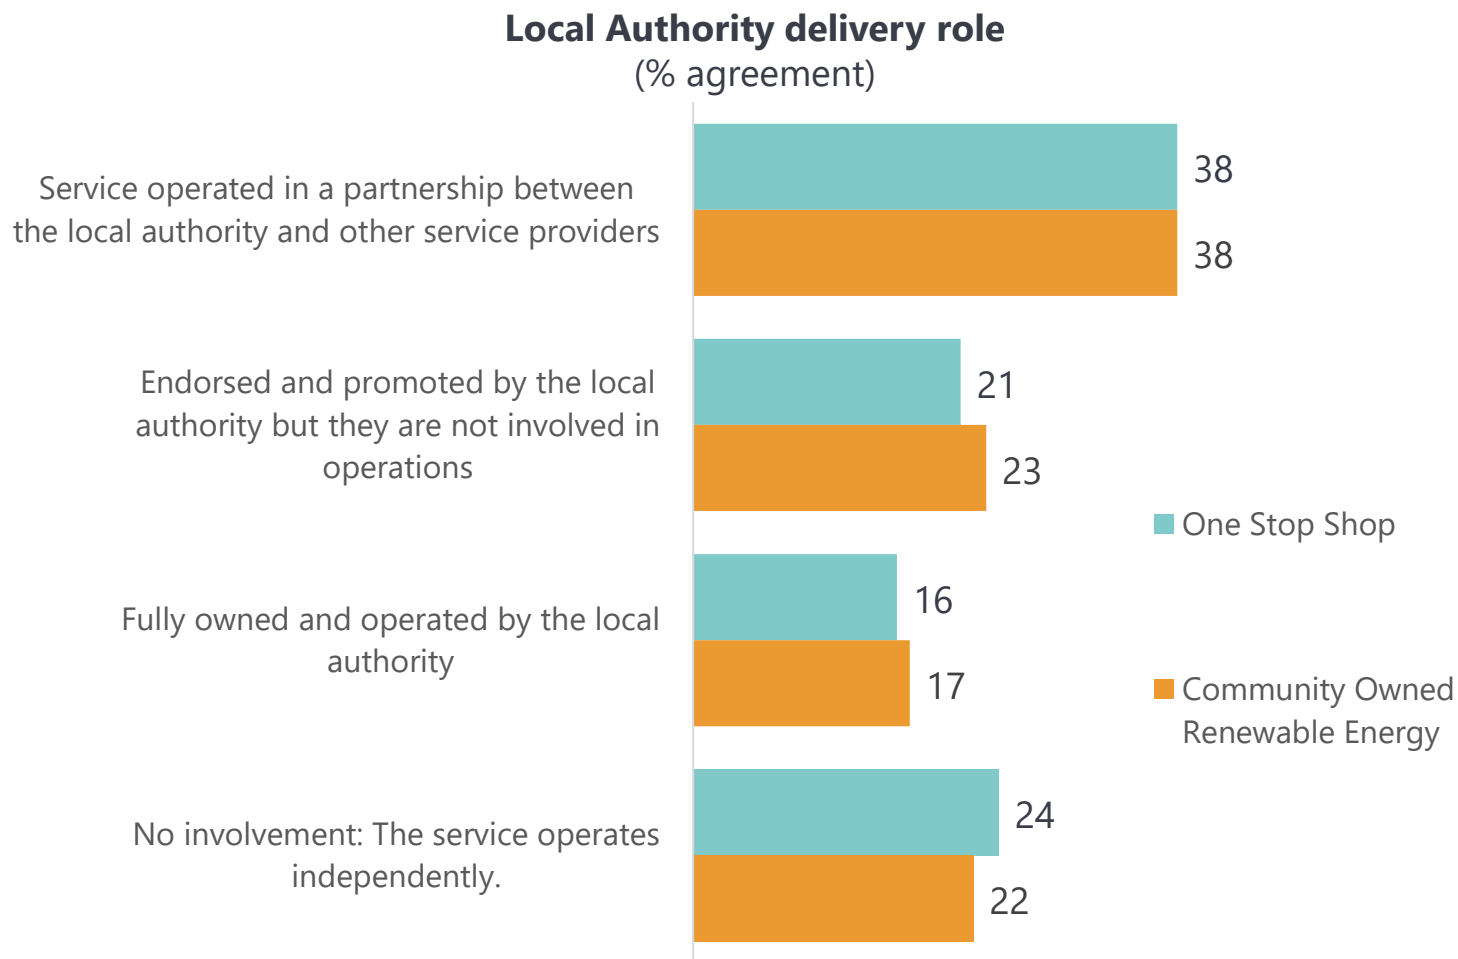 Local Authority delivery role
(% agreement)
Service operated in a partnership between
the local authority and other service providers
38
38
Endorsed and promoted by the local
authority but they are not involved in
operations
21
23
Fully owned and operated by the local
authority
16
17
No involvement: The service operates
independently.
24
22
One Stop Shop
Community Owned
Renewable Energy